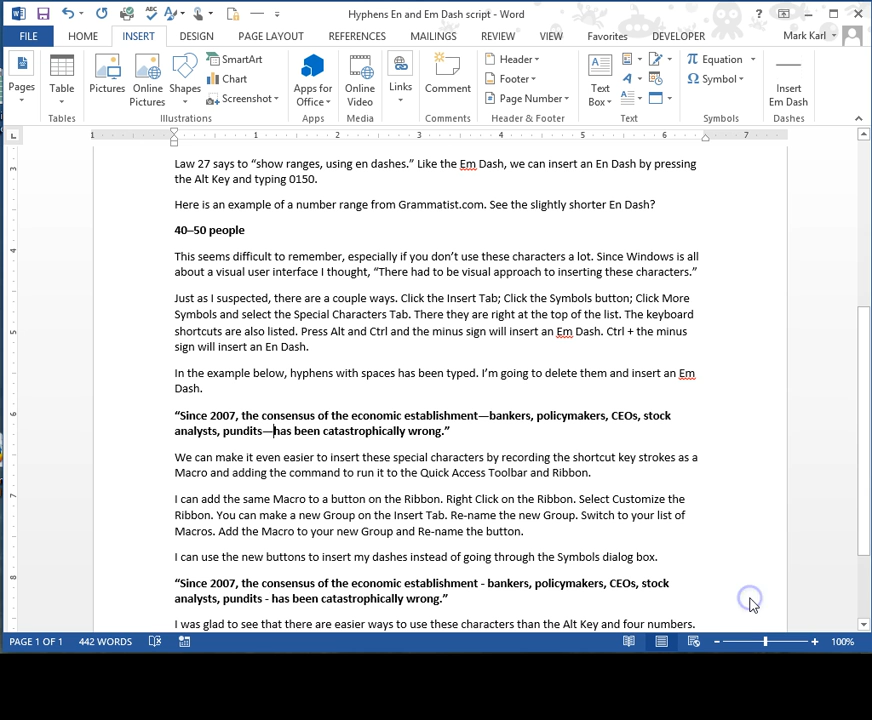 Hyphens En and Em Dash script - Word
FILE HOME INSERT DESIGN PAGE LAYOUT REFERENCES MAILINGS REVIEW VIEW Favorites DEVELOPER Mark Karl
Pages
Table
Pictures
Online Pictures
Shapes
SmartArt
Chart
Screenshot
Apps for Office
Online Video
Links
Comment
Header
Footer
Page Number
Text Box
Equation
Symbol
Insert Em Dash
Tables Illustrations Apps Media Comments Header & Footer Text Symbols Dashes
1 1 2 3 4 5 6 7
3
4
5
6
7
8
Law 27 says to “show ranges, using en dashes.” Like the Em Dash, we can insert an En Dash by pressing
the Alt Key and typing 0150.
Here is an example of a number range from Grammatist.com. See the slightly shorter En Dash?
40–50 people
This seems difficult to remember, especially if you don’t use these characters a lot. Since Windows is all
about a visual user interface I thought, “There had to be visual approach to inserting these characters.”
Just as I suspected, there are a couple ways. Click the Insert Tab; Click the Symbols button; Click More
Symbols and select the Special Characters Tab. There they are right at the top of the list. The keyboard
shortcuts are also listed. Press Alt and Ctrl and the minus sign will insert an Em Dash. Ctrl + the minus
sign will insert an En Dash.
In the example below, hyphens with spaces has been typed. I’m going to delete them and insert an Em
Dash.
“Since 2007, the consensus of the economic establishment—bankers, policymakers, CEOs, stock
analysts, pundits—has been catastrophically wrong.”
We can make it even easier to insert these special characters by recording the shortcut key strokes as a
Macro and adding the command to run it to the Quick Access Toolbar and Ribbon.
I can add the same Macro to a button on the Ribbon. Right Click on the Ribbon. Select Customize the
Ribbon. You can make a new Group on the Insert Tab. Re-name the new Group. Switch to your list of
Macros. Add the Macro to your new Group and Re-name the button.
I can use the new buttons to insert my dashes instead of going through the Symbols dialog box.
“Since 2007, the consensus of the economic establishment - bankers, policymakers, CEOs, stock
analysts, pundits - has been catastrophically wrong.”
I was glad to see that there are easier ways to use these characters than the Alt Key and four numbers.
PAGE 1 OF 1 442 WORDS 100%